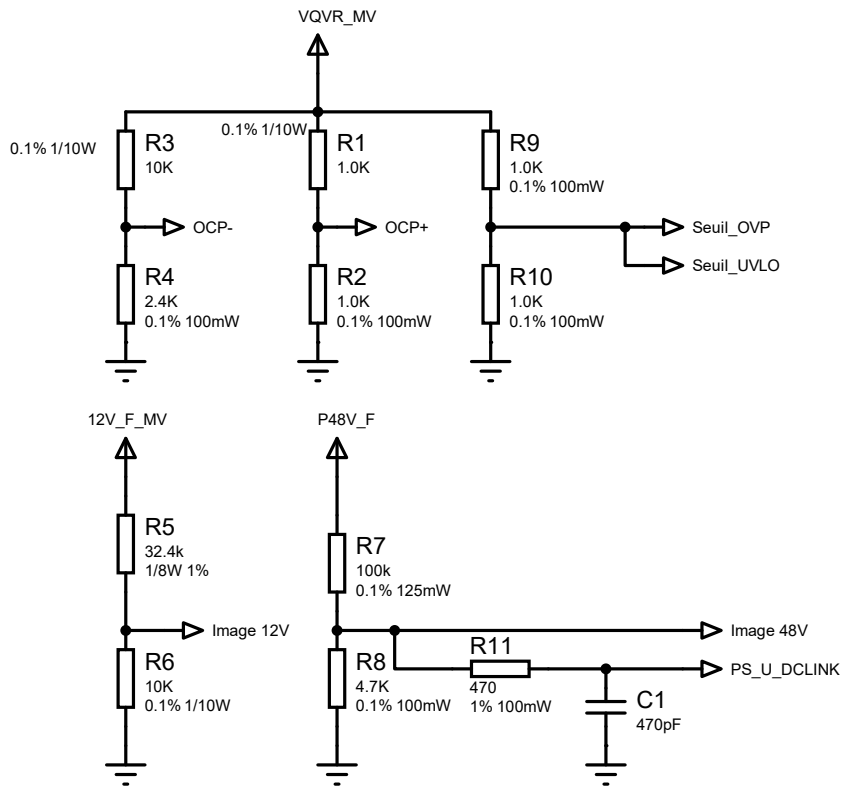 VQVR_MV
0.1% 1/10W
R3
10K
0.1% 1/10W
R1
1.0K
R9
1.0K
0.1% 100mW
OCP-
OCP+
Seuil_OVP
Seuil_UVLO
R4
2.4K
0.1% 100mW
R2
1.0K
0.1% 100mW
R10
1.0K
0.1% 100mW
12V_F_MV
P48V_F
R5
32.4k
1/8W 1%
R7
100k
0.1% 125mW
Image 12V
Image 48V
R6
10K
0.1% 1/10W
R8
4.7K
0.1% 100mW
R11
470
1% 100mW
PS_U_DCLINK
C1
470pF